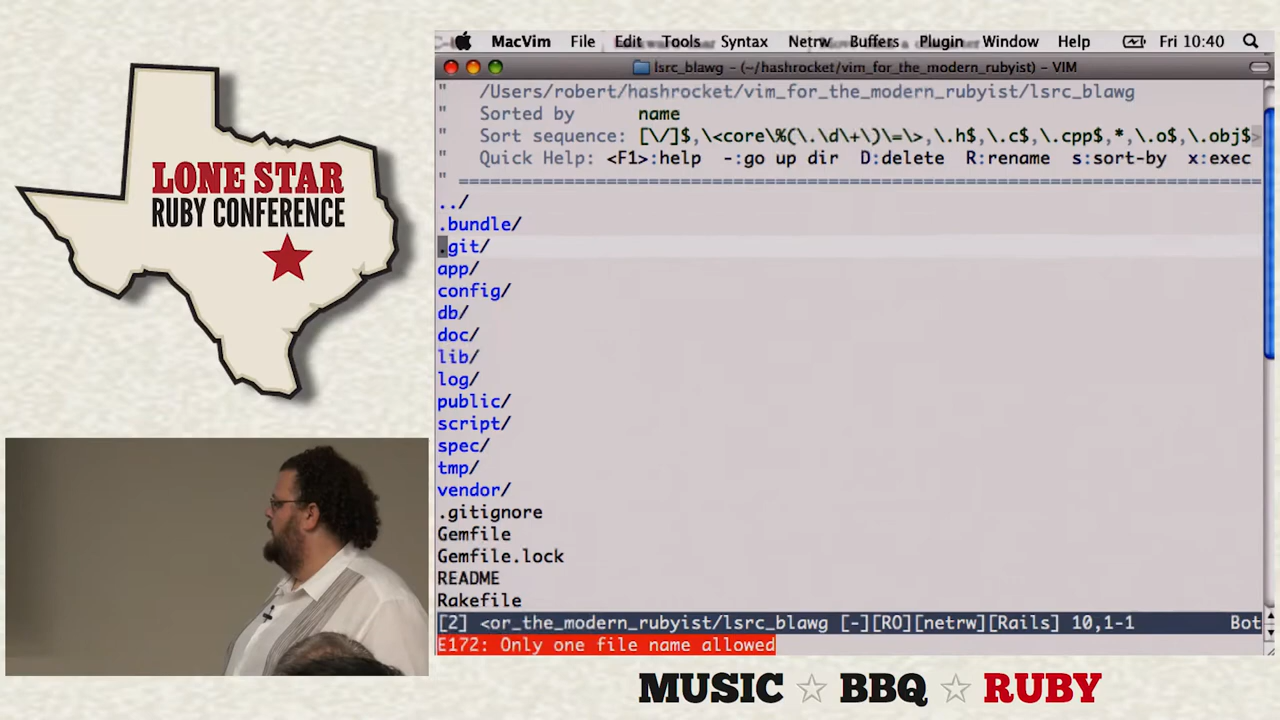 LONE STAR
RUBY CONFERENCE
MacVim File Edit Tools Syntax Netrw Buffers Plugin Window Help Fri 10:40
lsrc_blawg – (~/hashrocket/vim_for_the_modern_rubyist) – VIM
" /Users/robert/hashrocket/vim_for_the_modern_rubyist/lsrc_blawg
" Sorted by name
" Sort sequence: [\/]$,\<core\%(\.\d\+\)\=\>,\.h$,\.c$,\.cpp$,*,\.o$,\.obj$>
" Quick Help: <F1>:help -:go up dir D:delete R:rename s:sort-by x:exec
" ==========================================================================
../
.bundle/
.git/
app/
config/
db/
doc/
lib/
log/
public/
script/
spec/
tmp/
vendor/
.gitignore
Gemfile
Gemfile.lock
README
Rakefile
[2] <or_the_modern_rubyist/lsrc_blawg [-][RO][netrw][Rails] 10,1-1 Bot
E172: Only one file name allowed
MUSIC ☆ BBQ ☆ RUBY